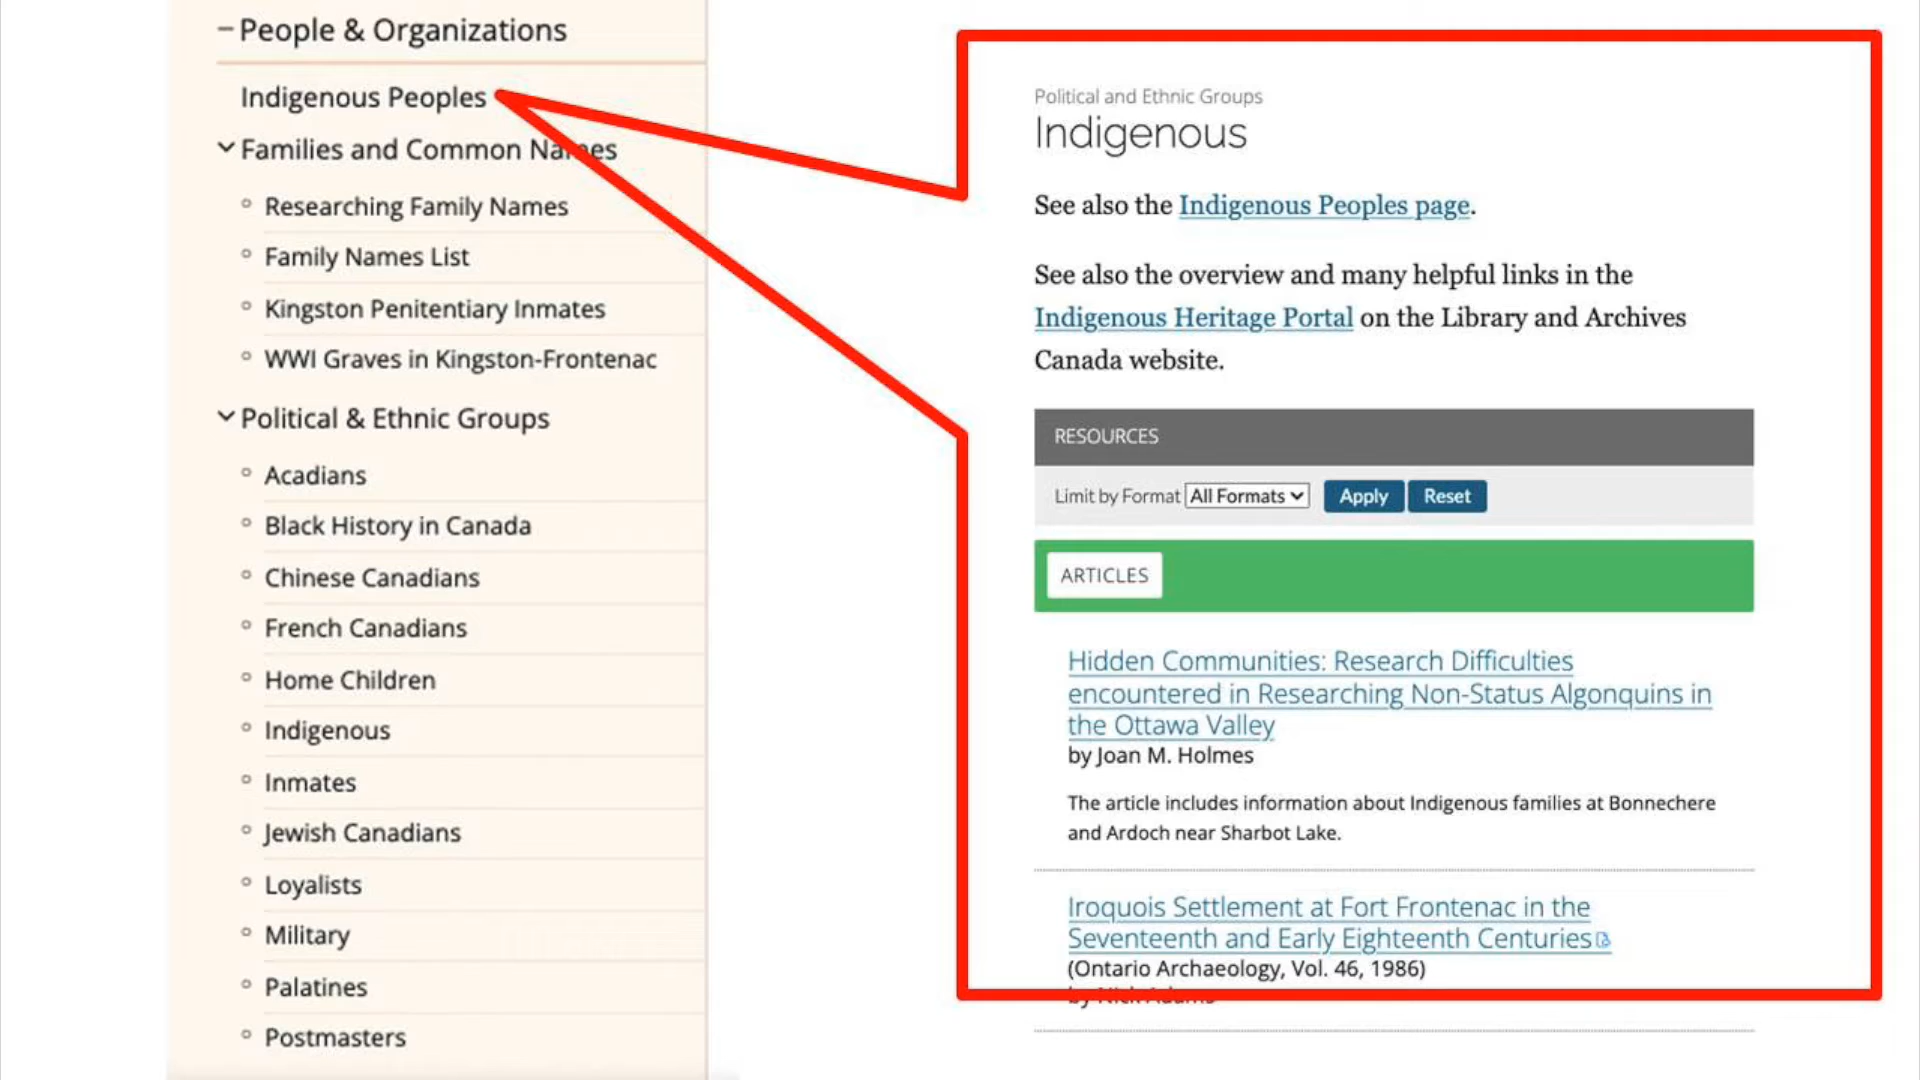 People & Organizations
Indigenous Peoples
Families and Common Names
Researching Family Names
Family Names List
Kingston Penitentiary Inmates
WWI Graves in Kingston-Frontenac
Political & Ethnic Groups
Acadians
Black History in Canada
Chinese Canadians
French Canadians
Home Children
Indigenous
Inmates
Jewish Canadians
Loyalists
Military
Palatines
Postmasters
Political and Ethnic Groups
Indigenous
See also the Indigenous Peoples page.
See also the overview and many helpful links in the
Indigenous Heritage Portal on the Library and Archives
Canada website.
RESOURCES
Limit by Format All Formats Apply Reset
ARTICLES
Hidden Communities: Research Difficulties
encountered in Researching Non-Status Algonquins in
the Ottawa Valley
by Joan M. Holmes
The article includes information about Indigenous families at Bonnechere
and Ardoch near Sharbot Lake.
Iroquois Settlement at Fort Frontenac in the
Seventeenth and Early Eighteenth Centuries
(Ontario Archaeology, Vol. 46, 1986)
by Nick Adams